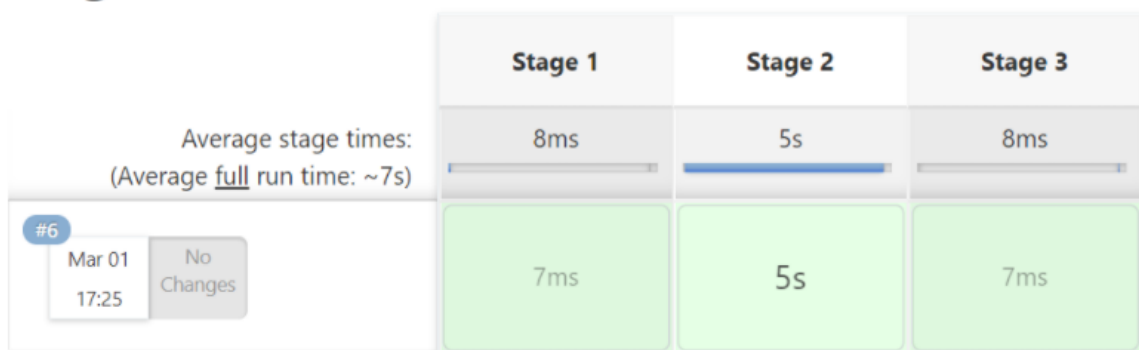 Stage 1 Stage 2 Stage 3
Average stage times: 8ms 5s 8ms
(Average full run time: ~7s)
#6
Mar 01 No
Changes
17:25
7ms 5s 7ms